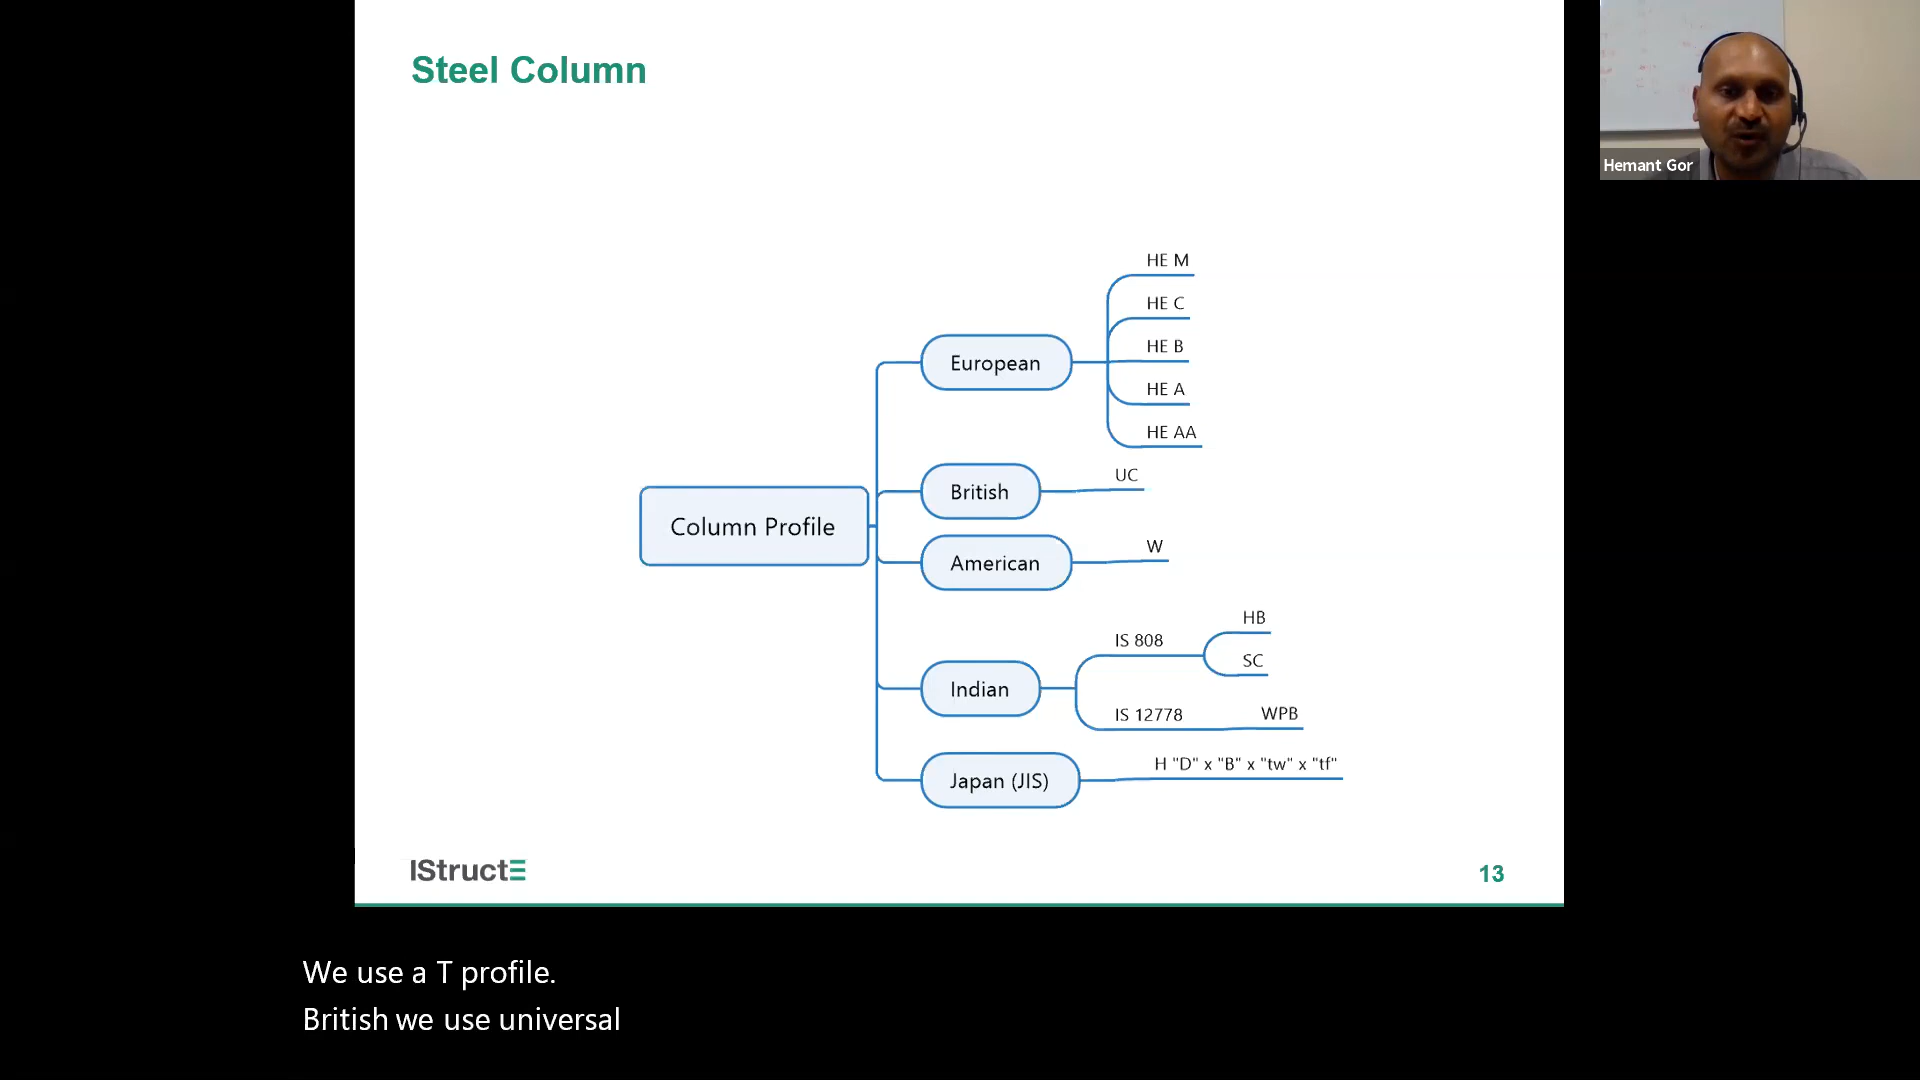 Steel Column
Hemant Gor
HE M
HE C
HE B
HE A
HE AA
European
British
UC
American
W
Column Profile
Indian
IS 808
HB
SC
IS 12778
WPB
Japan (JIS)
H "D" x "B" x "tw" x "tf"
IStructE
13
We use a T profile.
British we use universal